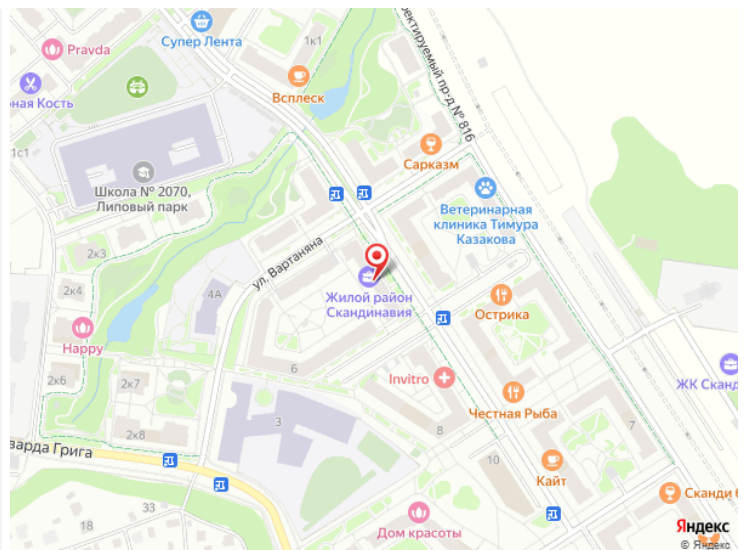 Pravda
Супер Лента
1к1
ектируемый пр-д № 816
рная Кость
Всплеск
1с1
Сарказм
Школа № 2070,
Липовый парк
Ветеринарная
клиника Тимура
Казакова
2к3
ул. Вартаняна
2к4
4А
Жилой район
Скандинавия
Острика
Happy
6
Invitro
ЖК Сканд
2к6
2к7
Честная Рыба
3
7
8
2к8
варда Грига
10
Кайт
33
18
Сканди
Дом красоты
Яндекс
© Яндекс